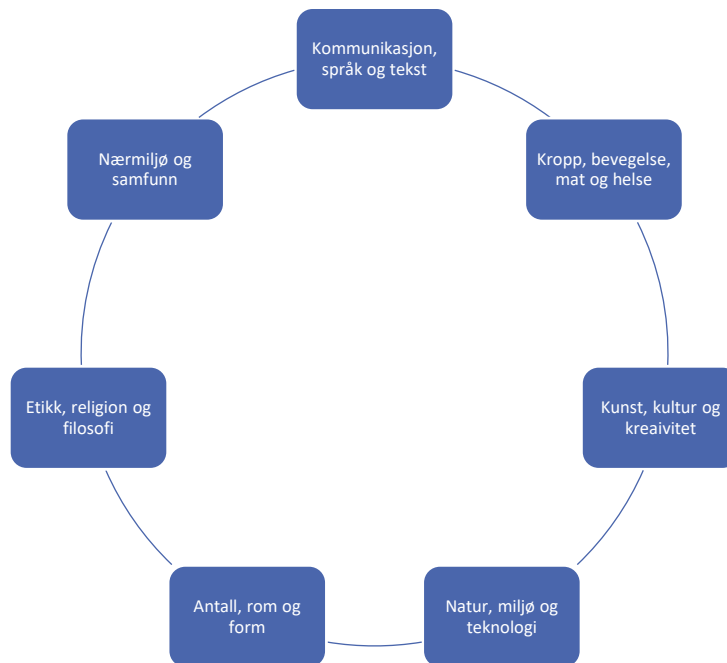 Kommunikasjon,
språk og tekst
Kropp, bevegelse,
mat og helse
Kunst, kultur og
kreaivitet
Natur, miljø og
teknologi
Antall, rom og
form
Etikk, religion og
filosofi
Nærmiljø og
samfunn